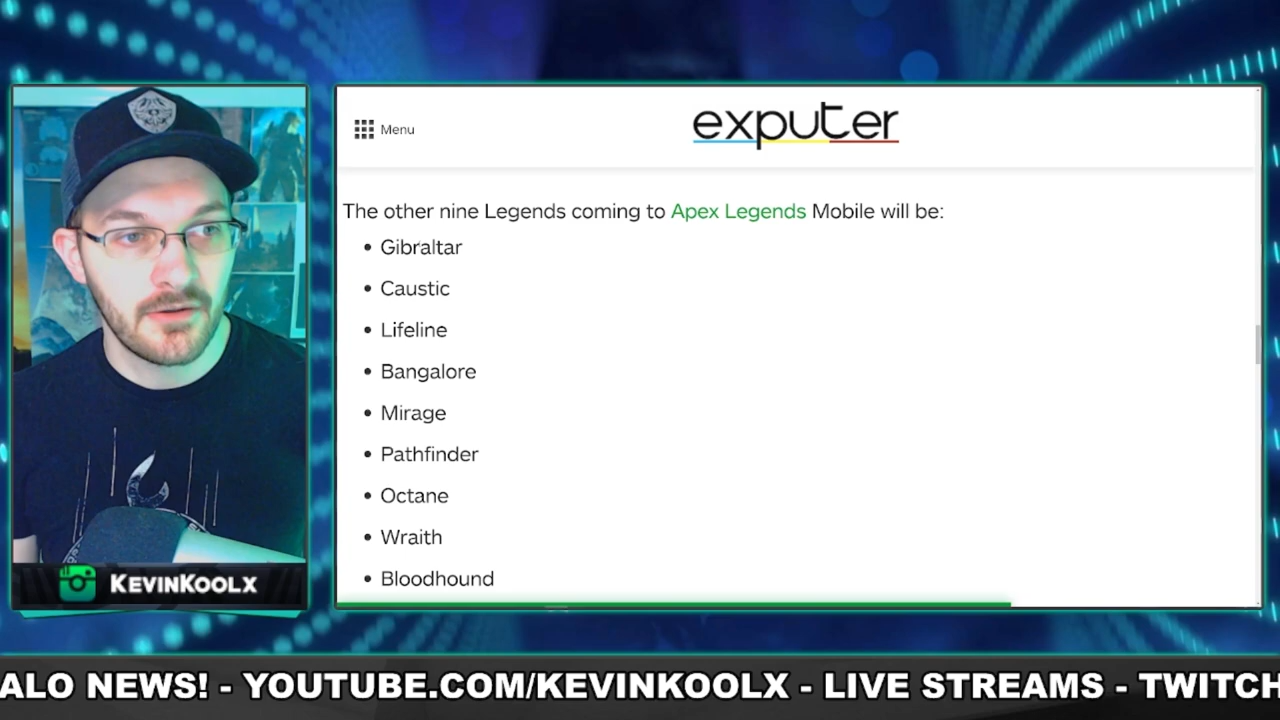 Menu
exputer
The other nine Legends coming to Apex Legends Mobile will be:
• Gibraltar
• Caustic
• Lifeline
• Bangalore
• Mirage
• Pathfinder
• Octane
• Wraith
• Bloodhound
KEVINKOOLX
ALO NEWS! - YOUTUBE.COM/KEVINKOOLX - LIVE STREAMS - TWITCH